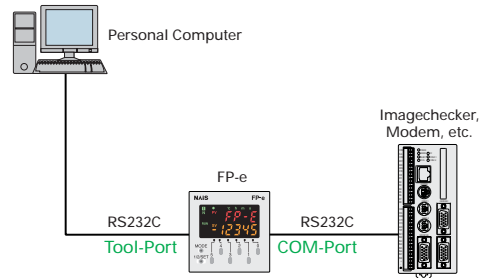 Personal Computer
Imagechecker,
Modem, etc.
FP-e
NAIS FP-e
FP-E
12345
MODE
RS232C
RS232C
Tool-Port
COM-Port